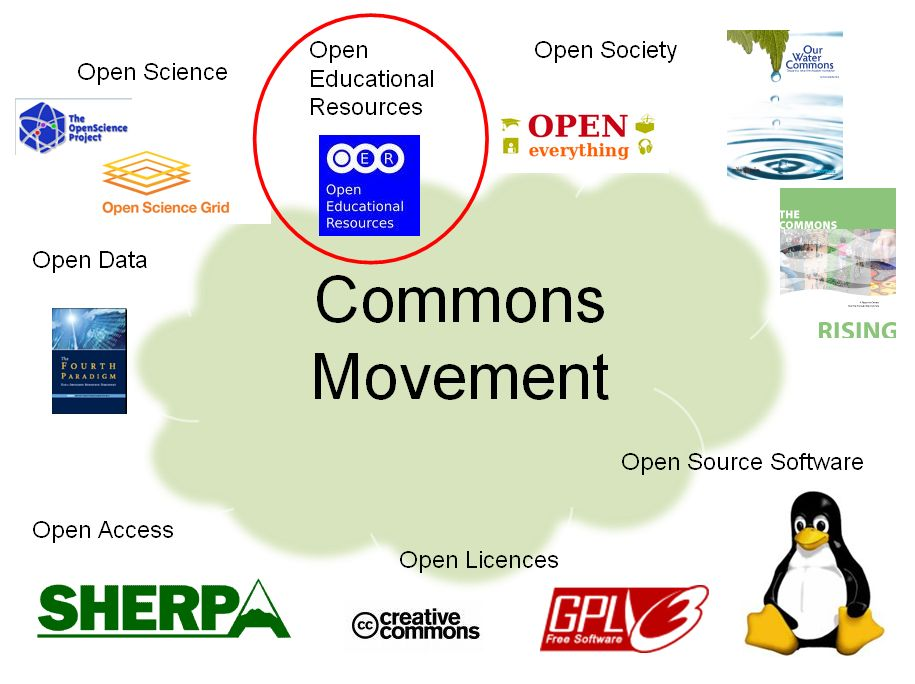 Open Science
The
OpenScience
Project
Open Science Grid
Open
Educational
Resources
OER
Open
Educational
Resources
Open Society
OPEN
everything
Our
Water
Commons
THE
COMMONS
RISING
Open Data
The
FOURTH
PARADIGM
Commons
Movement
Open Source Software
Open Access
SHERPA
Open Licences
cc creative
commons
GPLv3
Free Software